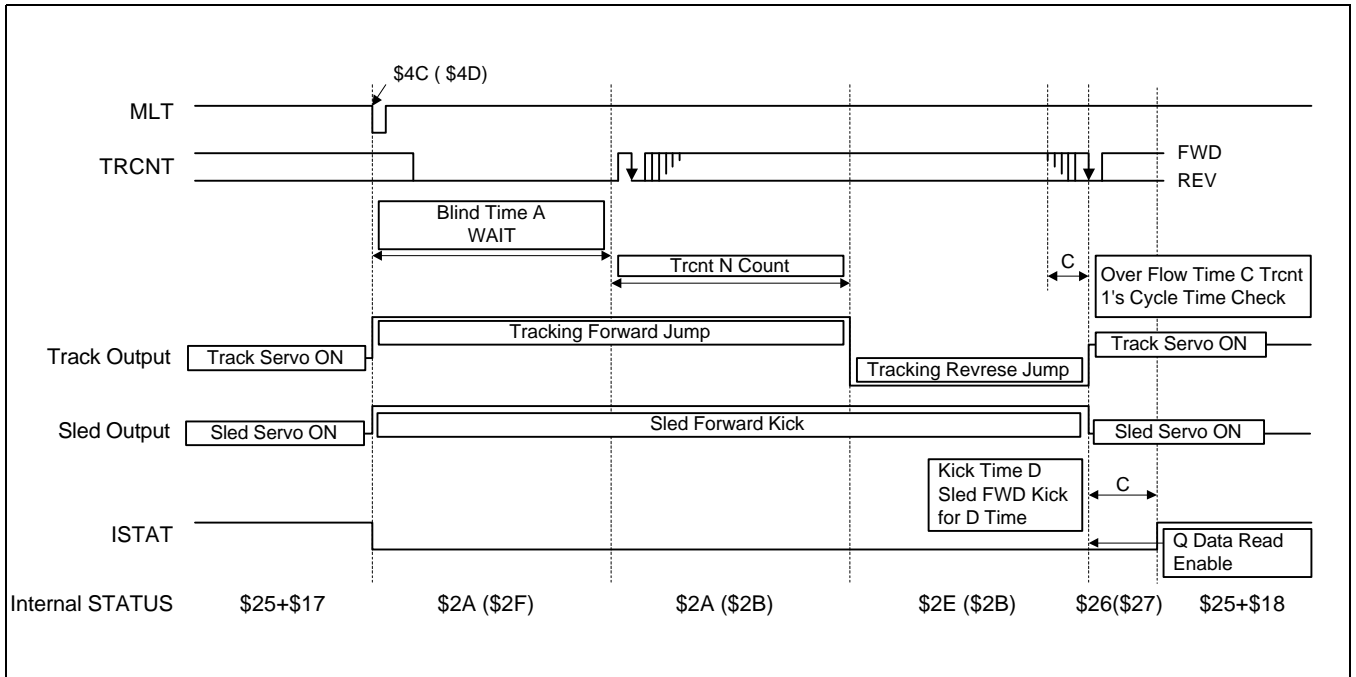 $4C ( $4D)
MLT
TRCNT
FWD
REV
Blind Time A
WAIT
Trcnt N Count
C
Over Flow Time C Trcnt
1's Cycle Time Check
Track Output
Track Servo ON
Tracking Forward Jump
Tracking Revrese Jump
Track Servo ON
Sled Output
Sled Servo ON
Sled Forward Kick
Sled Servo ON
Kick Time D
Sled FWD Kick
for D Time
C
ISTAT
Q Data Read
Enable
Internal STATUS
$25+$17
$2A ($2F)
$2A ($2B)
$2E ($2B)
$26($27)
$25+$18